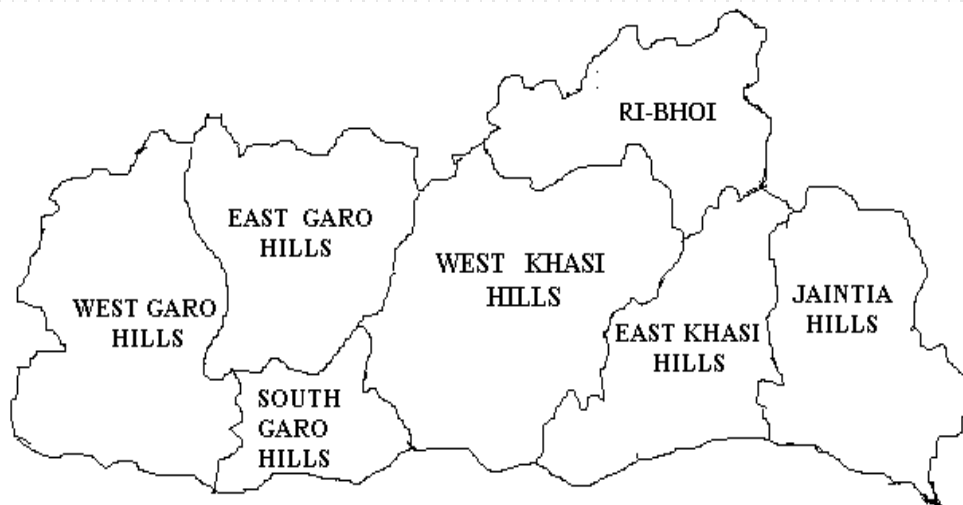 RI-BHOI
EAST GARO
HILLS
WEST KHASI
HILLS
WEST GARO
HILLS
JAINTIA
HILLS
EAST KHASI
HILLS
SOUTH
GARO
HILLS